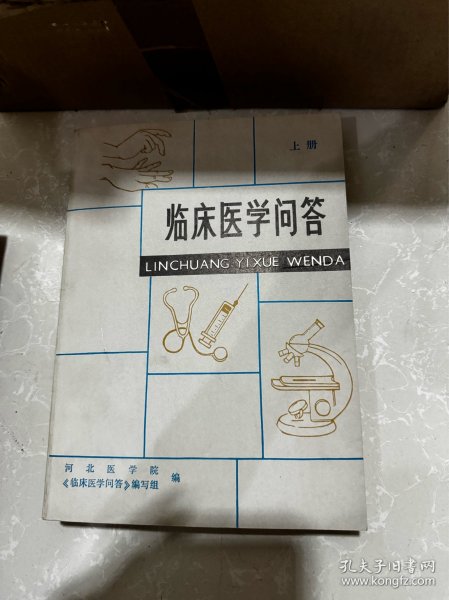 上册
临床医学问答
LINCHUANG YIXUE WENDA
河北医学院
《临床医学问答》编写组 编
孔夫子旧书网
www.kongfz.com